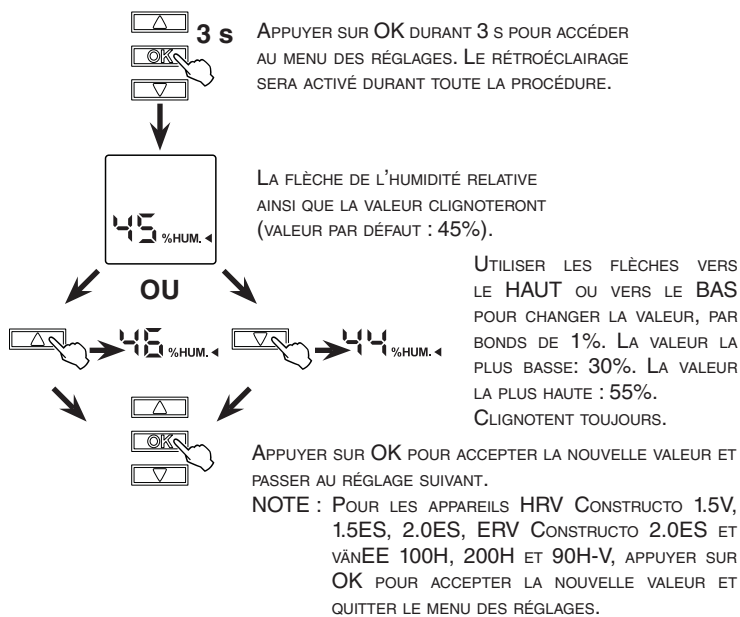 3 s
OK
APPUYER SUR OK DURANT 3 S POUR ACCÉDER
AU MENU DES RÉGLAGES. LE RÉTROÉCLAIRAGE
SERA ACTIVÉ DURANT TOUTE LA PROCÉDURE.
45 %HUM.
LA FLÈCHE DE L'HUMIDITÉ RELATIVE
AINSI QUE LA VALEUR CLIGNOTERONT
(VALEUR PAR DÉFAUT : 45%).
OU
46 %HUM.
44 %HUM.
UTILISER LES FLÈCHES VERS
LE HAUT OU VERS LE BAS
POUR CHANGER LA VALEUR, PAR
BONDS DE 1%. LA VALEUR LA
PLUS BASSE: 30%. LA VALEUR
LA PLUS HAUTE : 55%.
CLIGNOTENT TOUJOURS.
OK
APPUYER SUR OK POUR ACCEPTER LA NOUVELLE VALEUR ET
PASSER AU RÉGLAGE SUIVANT.
NOTE : POUR LES APPAREILS HRV CONSTRUCTO 1.5V,
1.5ES, 2.0ES, ERV CONSTRUCTO 2.0ES ET
VÄNEE 100H, 200H ET 90H-V, APPUYER SUR
OK POUR ACCEPTER LA NOUVELLE VALEUR ET
QUITTER LE MENU DES RÉGLAGES.